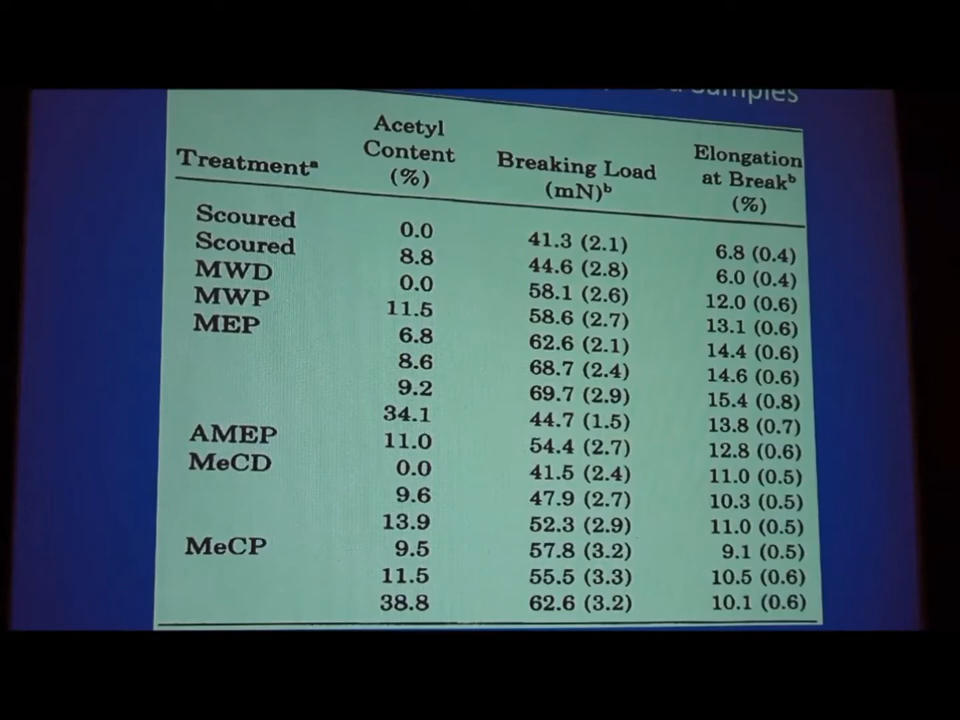 Samples
Acetyl
Treatmentᵃ Content Breaking Load Elongation
(%) (mN)ᵇ at Breakᵇ
(%)
Scoured 0.0 41.3 (2.1) 6.8 (0.4)
Scoured 8.8 44.6 (2.8) 6.0 (0.4)
MWD 0.0 58.1 (2.6) 12.0 (0.6)
MWP 11.5 58.6 (2.7) 13.1 (0.6)
MEP 6.8 62.6 (2.1) 14.4 (0.6)
8.6 68.7 (2.4) 14.6 (0.6)
9.2 69.7 (2.9) 15.4 (0.8)
34.1 44.7 (1.5) 13.8 (0.7)
AMEP 11.0 54.4 (2.7) 12.8 (0.6)
MeCD 0.0 41.5 (2.4) 11.0 (0.5)
9.6 47.9 (2.7) 10.3 (0.5)
13.9 52.3 (2.9) 11.0 (0.5)
MeCP 9.5 57.8 (3.2) 9.1 (0.5)
11.5 55.5 (3.3) 10.5 (0.6)
38.8 62.6 (3.2) 10.1 (0.6)